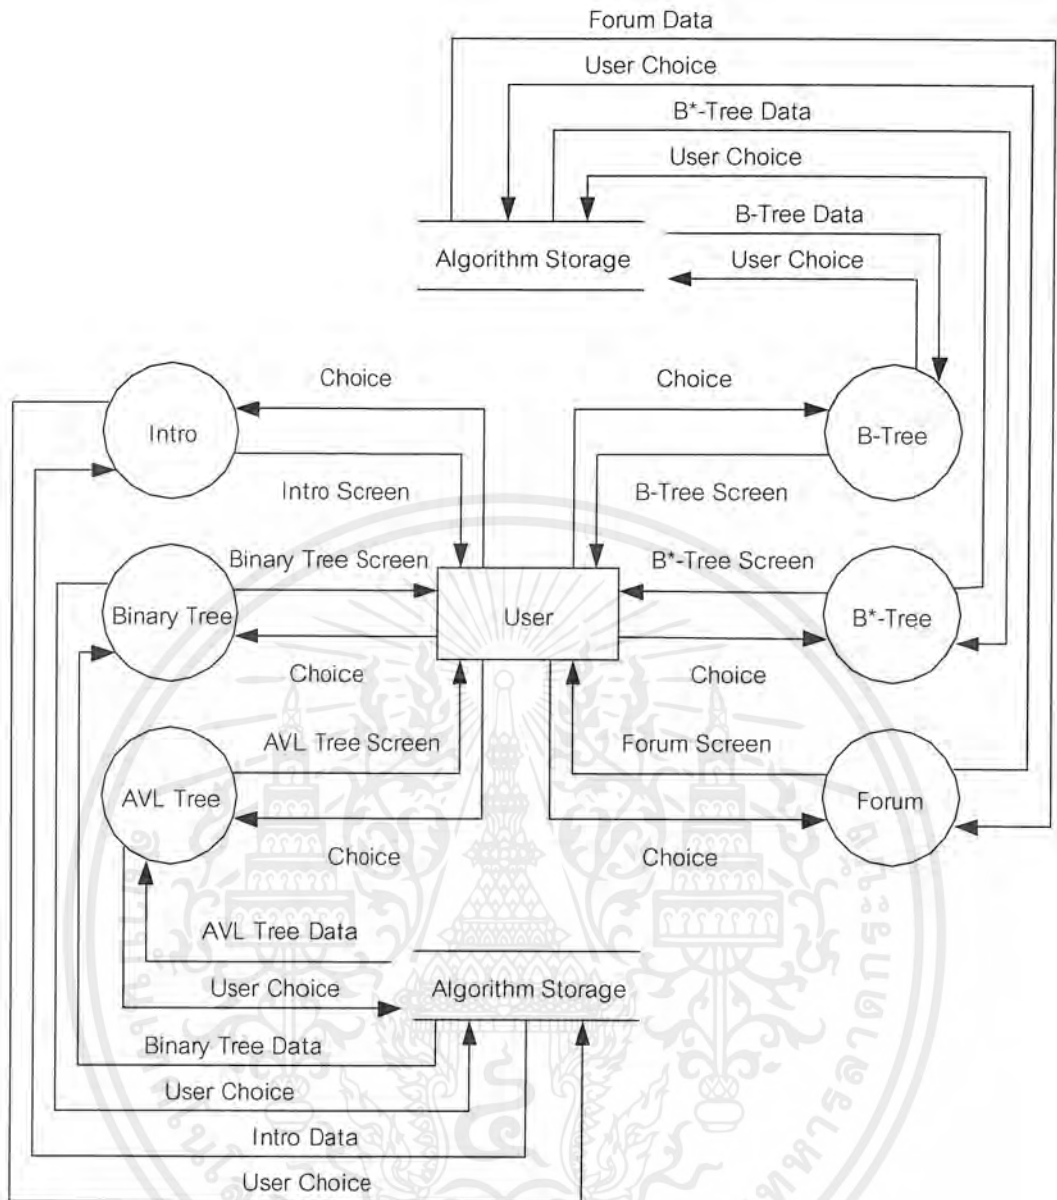 Forum Data
User Choice
B*-Tree Data
User Choice
B-Tree Data
Algorithm Storage
User Choice
Choice
Choice
Intro
B-Tree
Intro Screen
B-Tree Screen
Binary Tree Screen
B*-Tree Screen
Binary Tree
User
B*-Tree
Choice
Choice
AVL Tree Screen
Forum Screen
AVL Tree
Forum
Choice
Choice
AVL Tree Data
User Choice
Algorithm Storage
Binary Tree Data
User Choice
Intro Data
User Choice